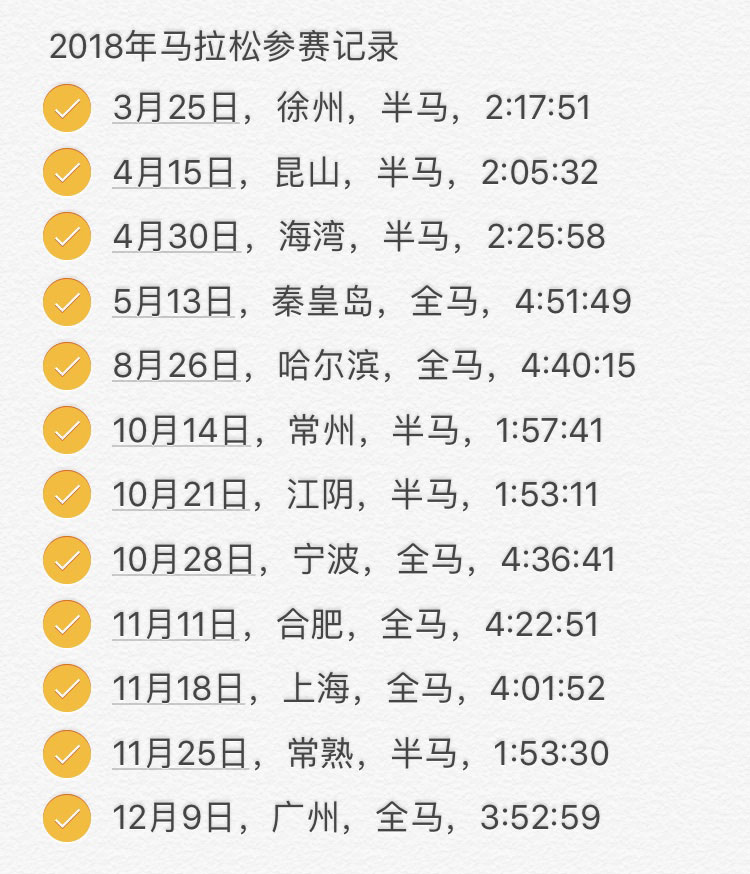 2018年马拉松参赛记录
3月25日，徐州，半马，2:17:51
4月15日，昆山，半马，2:05:32
4月30日，海湾，半马，2:25:58
5月13日，秦皇岛，全马，4:51:49
8月26日，哈尔滨，全马，4:40:15
10月14日，常州，半马，1:57:41
10月21日，江阴，半马，1:53:11
10月28日，宁波，全马，4:36:41
11月11日，合肥，全马，4:22:51
11月18日，上海，全马，4:01:52
11月25日，常熟，半马，1:53:30
12月9日，广州，全马，3:52:59